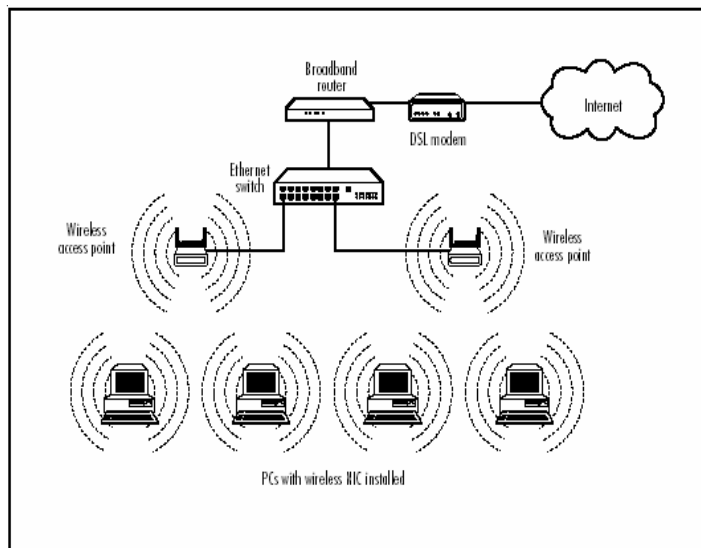 Broadband
router
Internet
DSL modem
Ethernet
switch
Wireless
access point
Wireless
access point
PCs with wireless NIC installed